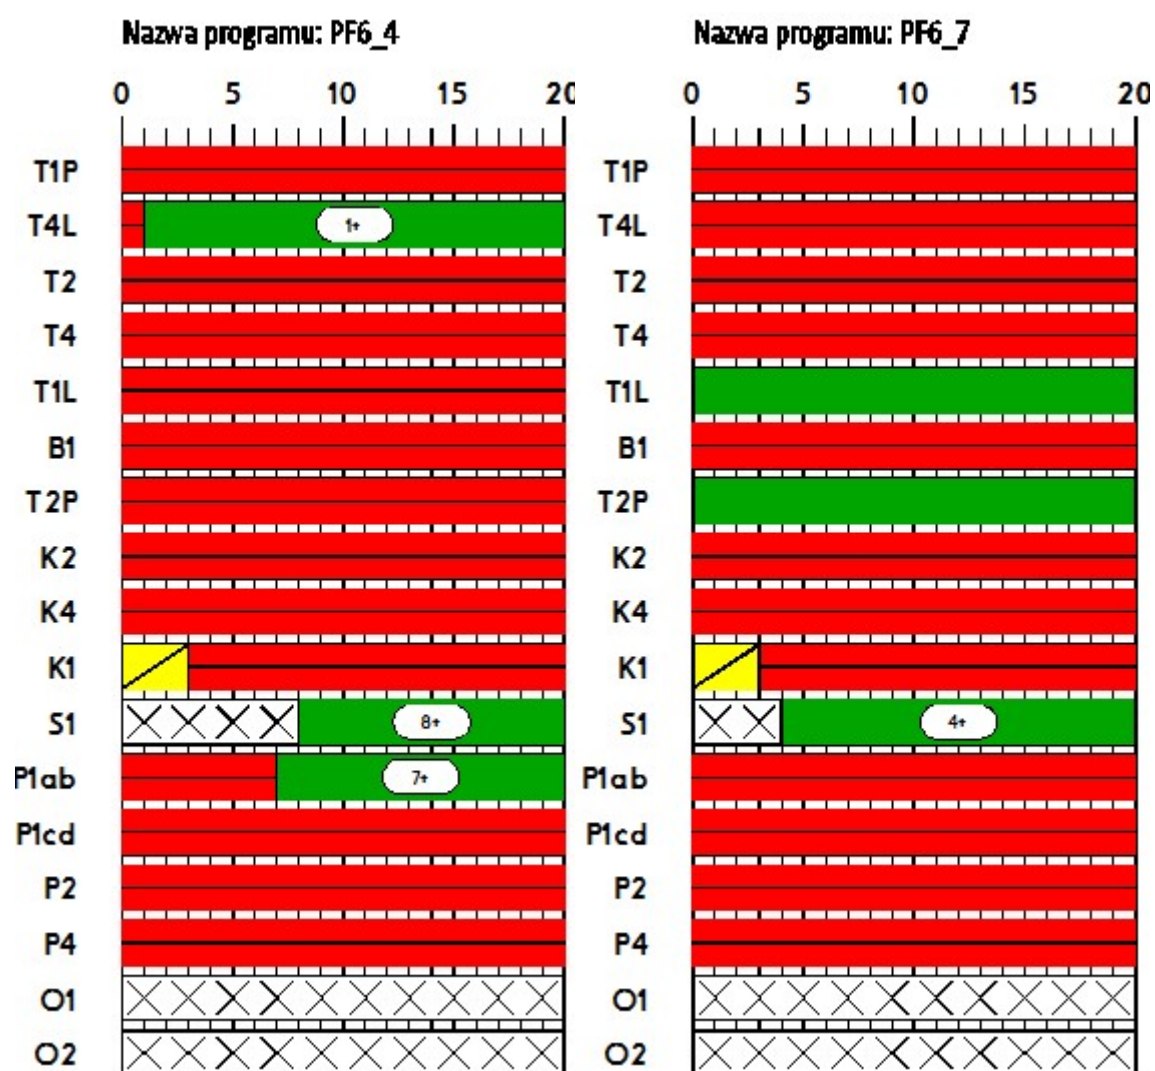 Nazwa programu: PF6_4
0 5 10 15 20
T1P
T4L 1+
T2
T4
T1L
B1
T2P
K2
K4
K1
S1 8+
P1ab 7+
P1cd
P2
P4
O1
O2
Nazwa programu: PF6_7
0 5 10 15 20
T1P
T4L
T2
T4
T1L
B1
T2P
K2
K4
K1
S1 4+
P1ab
P1cd
P2
P4
O1
O2